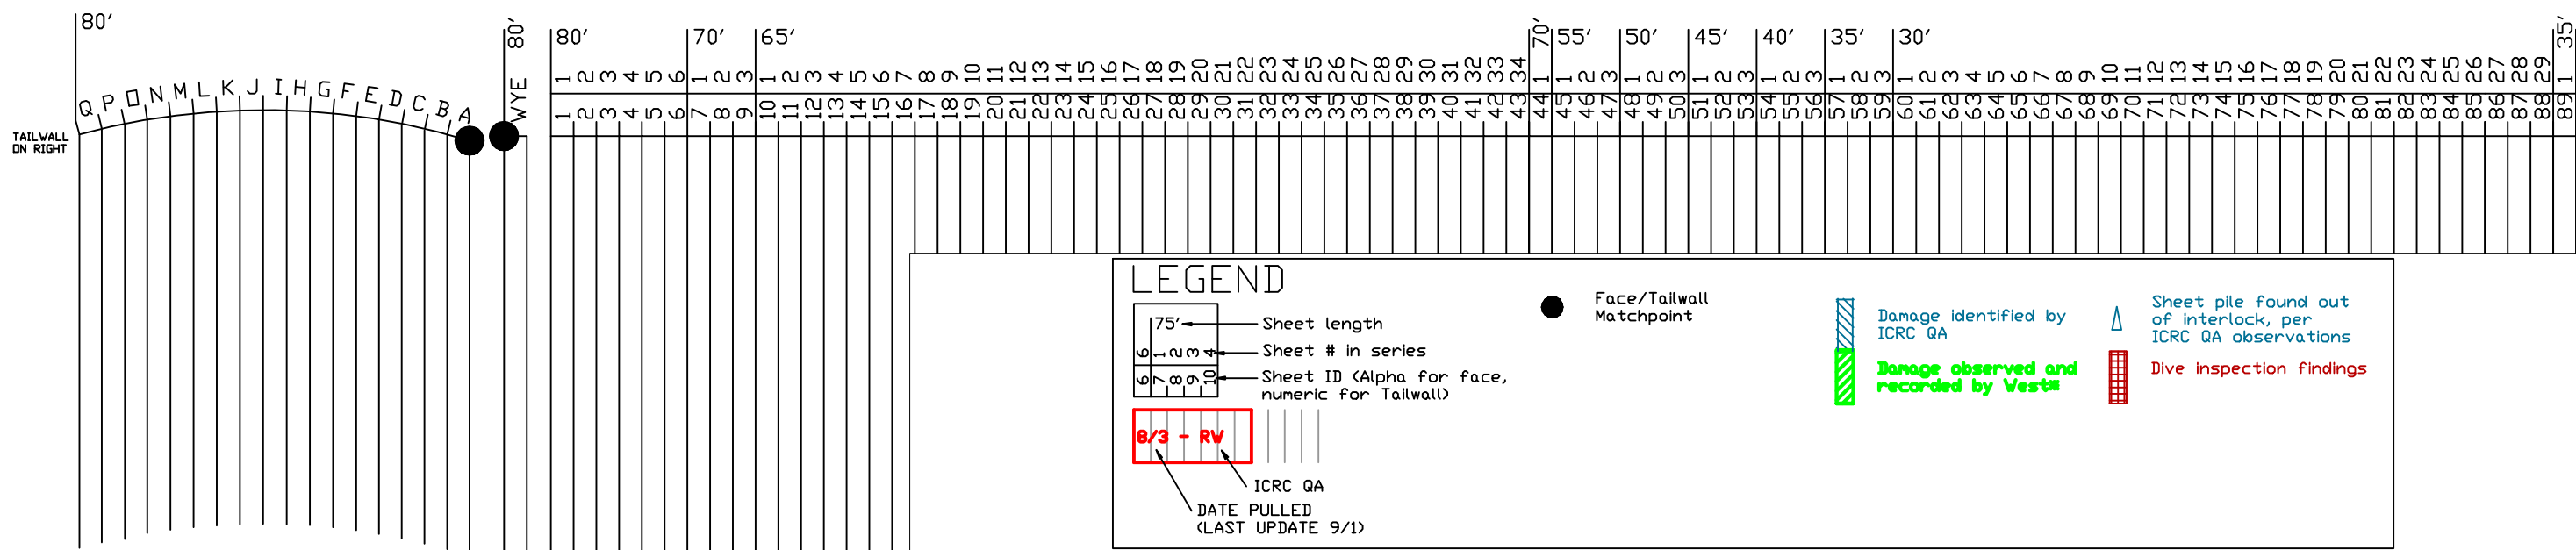 80' WYE 80' 80' 70' 65' 70' 55' 50' 45' 40' 35' 30' 35'
Q P O N M L K J I H G F E D C B A
1 2 3 4 5 6 1 2 3 1 2 3 4 5 6 7 8 9 10 11 12 13 14 15 16 17 18 19 20 21 22 23 24 25 26 27 28 29 30 31 32 33 34 1 1 2 3 1 2 3 1 2 3 1 2 3 1 2 3 1 2 3 4 5 6 7 8 9 10 11 12 13 14 15 16 17 18 19 20 21 22 23 24 25 26 27 28 29 1
1 2 3 4 5 6 7 8 9 10 11 12 13 14 15 16 17 18 19 20 21 22 23 24 25 26 27 28 29 30 31 32 33 34 35 36 37 38 39 40 41 42 43 44 45 46 47 48 49 50 51 52 53 54 55 56 57 58 59 60 61 62 63 64 65 66 67 68 69 70 71 72 73 74 75 76 77 78 79 80 81 82 83 84 85 86 87 88 89
TAILWALL
ON RIGHT
LEGEND
75' Sheet length
6 1 2 3 4 Sheet # in series
6 7 8 9 10 Sheet ID (Alpha for face,
numeric for Tailwall)
8/3 - RW
ICRC QA
DATE PULLED
(LAST UPDATE 9/1)
Face/Tailwall
Matchpoint
Damage identified by
ICRC QA
Damage observed and
recorded by West*
Sheet pile found out
of interlock, per
ICRC QA observations
Dive inspection findings